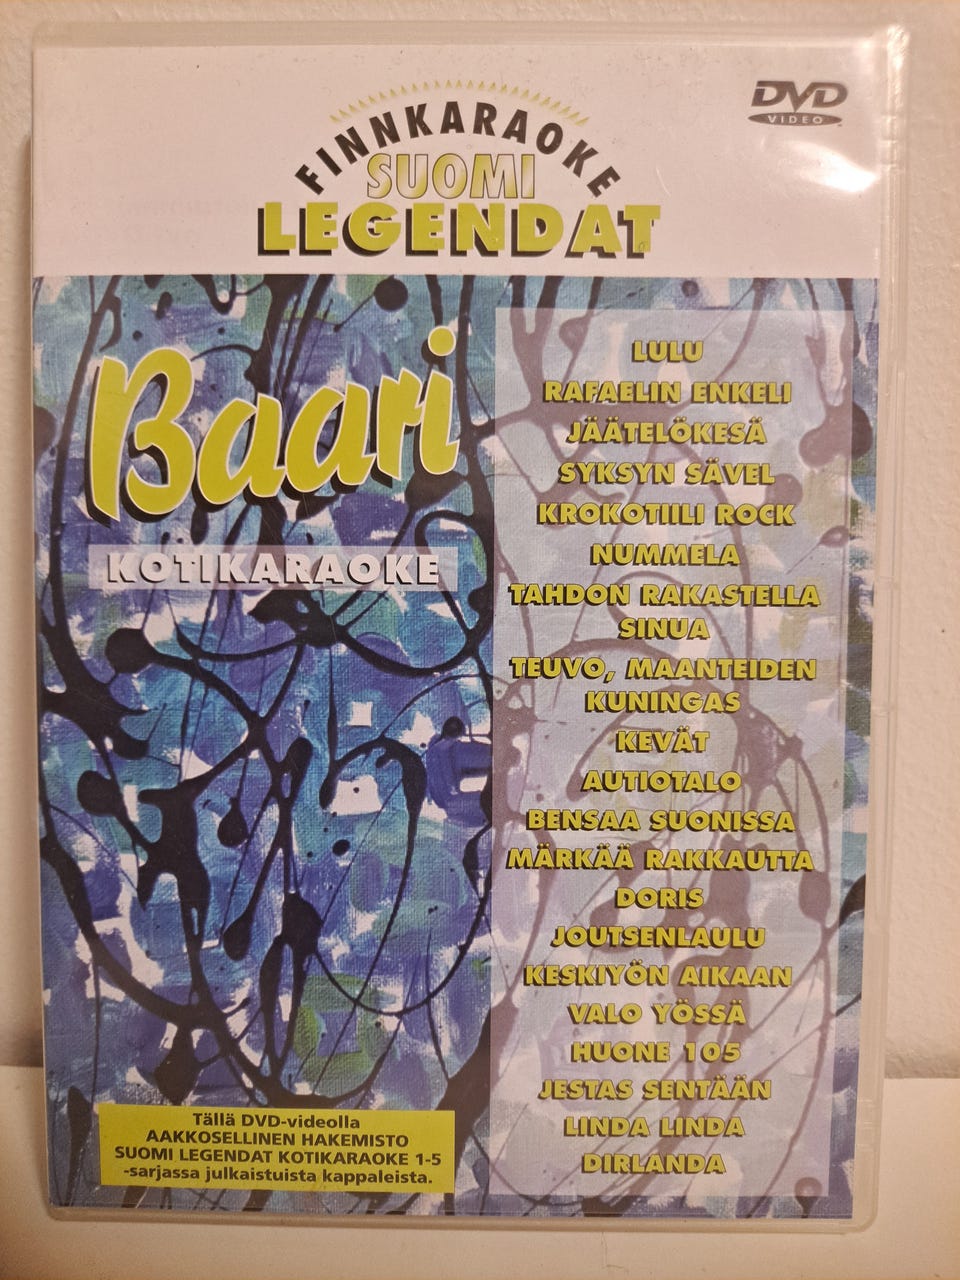 DVD
VIDEO
FINNKARAOKE
SUOMI
LEGENDAT
Baari
KOTIKARAOKE
LULU
RAFAELIN ENKELI
JÄÄTELÖKESÄ
SYKSYN SÄVEL
KROKOTIILI ROCK
NUMMELA
TAHDON RAKASTELLA
SINUA
TEUVO, MAANTEIDEN
KUNINGAS
KEVÄT
AUTIOTALO
BENSAA SUONISSA
MÄRKÄÄ RAKKAUTTA
DORIS
JOUTSENLAULU
KESKIYÖN AIKAAN
VALO YÖSSÄ
HUONE 105
JESTAS SENTÄÄN
LINDA LINDA
DIRLANDA
Tällä DVD-videolla
AAKKOSELLINEN HAKEMISTO
SUOMI LEGENDAT KOTIKARAOKE 1-5
-sarjassa julkaistuista kappaleista.